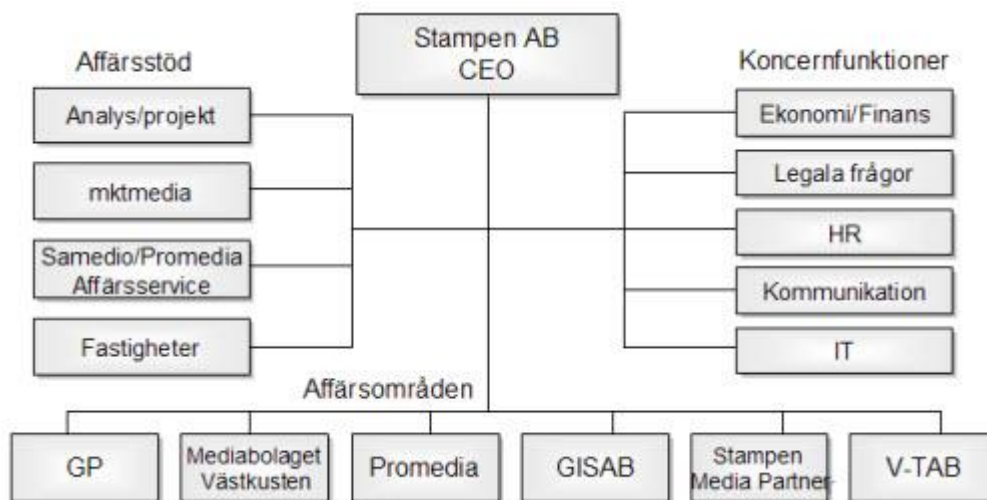 Stampen AB
CEO
Affärsstöd
Analys/projekt
mktmedia
Samedio/Promedia
Affärsservice
Fastigheter
Koncernfunktioner
Ekonomi/Finans
Legala frågor
HR
Kommunikation
IT
Affärsområden
GP
Mediabolaget
Västkusten
Promedia
GISAB
Stampen
Media Partner
V-TAB